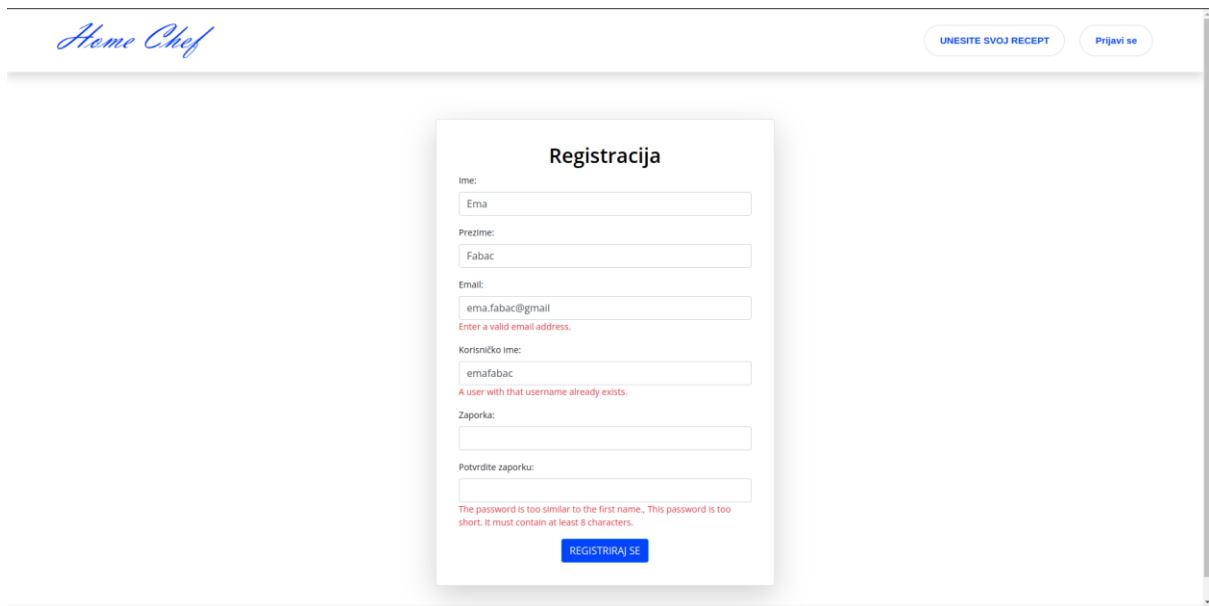 Home Chef
UNESITE SVOJ RECEPT
Prijavi se
Registracija
Ime:
Ema
Prezime:
Fabac
Email:
ema.fabac@gmail
Enter a valid email address.
Korisničko ime:
emafabac
A user with that username already exists.
Zaporka:
Potvrdite zaporku:
The password is too similar to the first name., This password is too
short. It must contain at least 8 characters.
REGISTRIRAJ SE